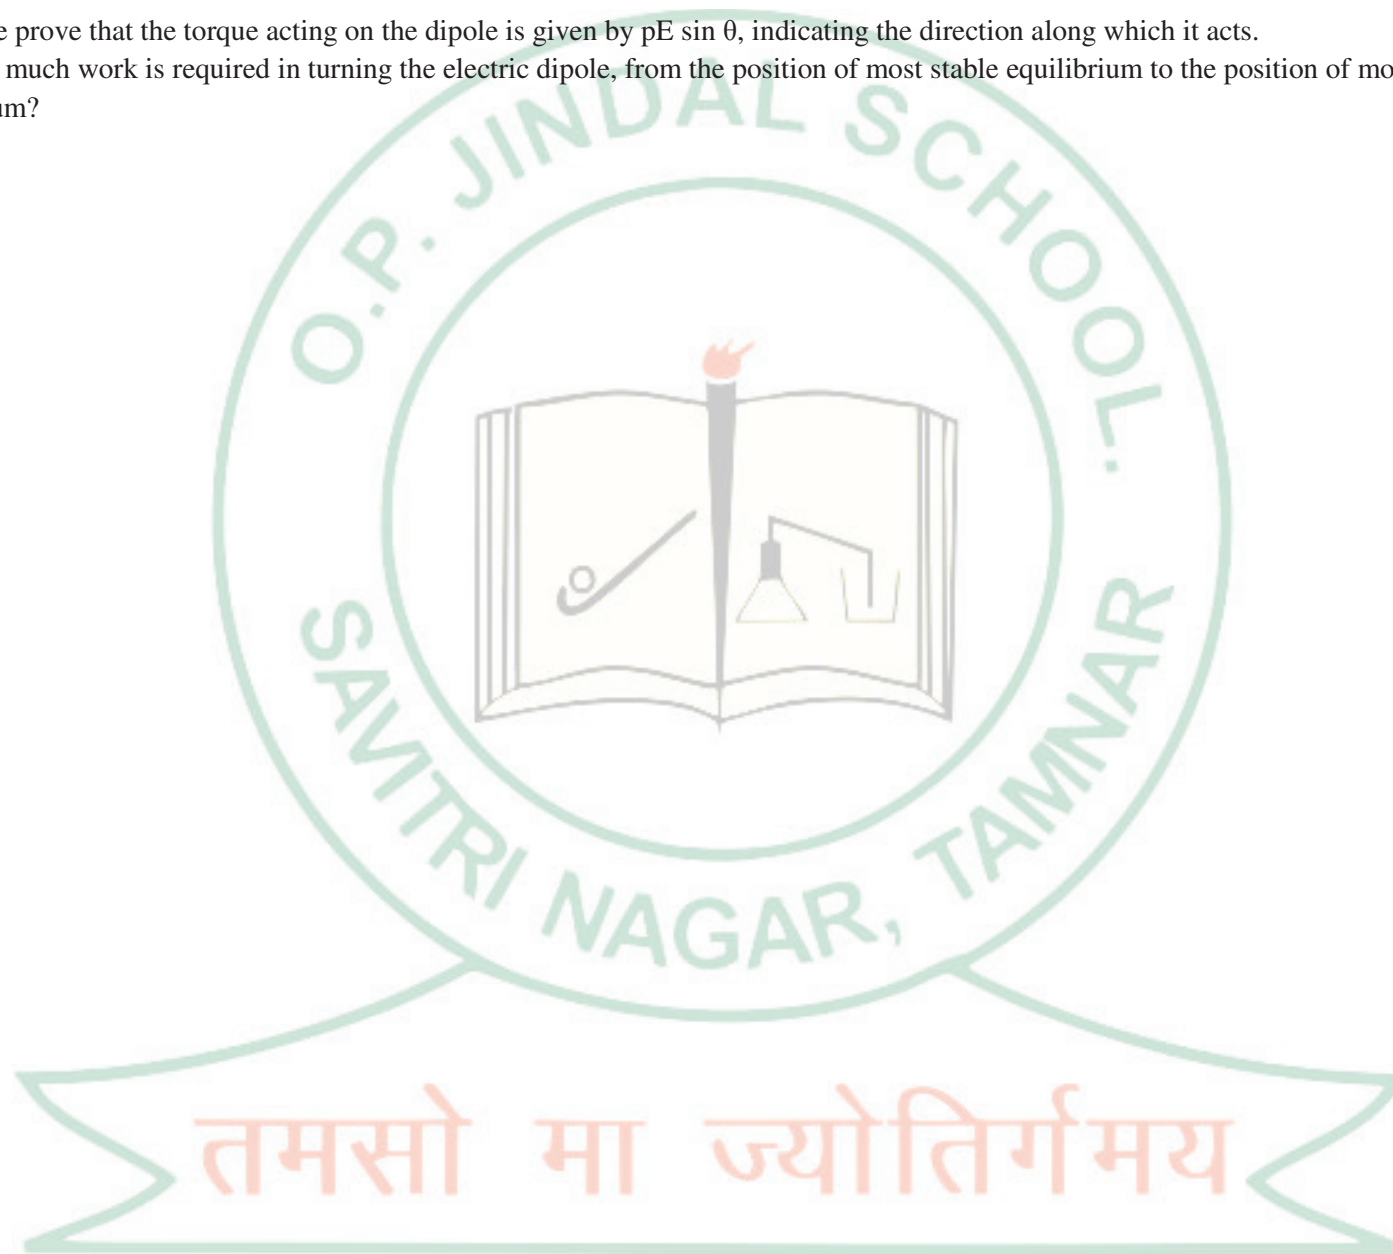 e prove that the torque acting on the dipole is given by pE sin θ, indicating the direction along which it acts.
much work is required in turning the electric dipole, from the position of most stable equilibrium to the position of mo
um?
O.P. JINDAL SCHOOL.
SAVITRI NAGAR, TAMNAR
तमसो मा ज्योतिर्गमय